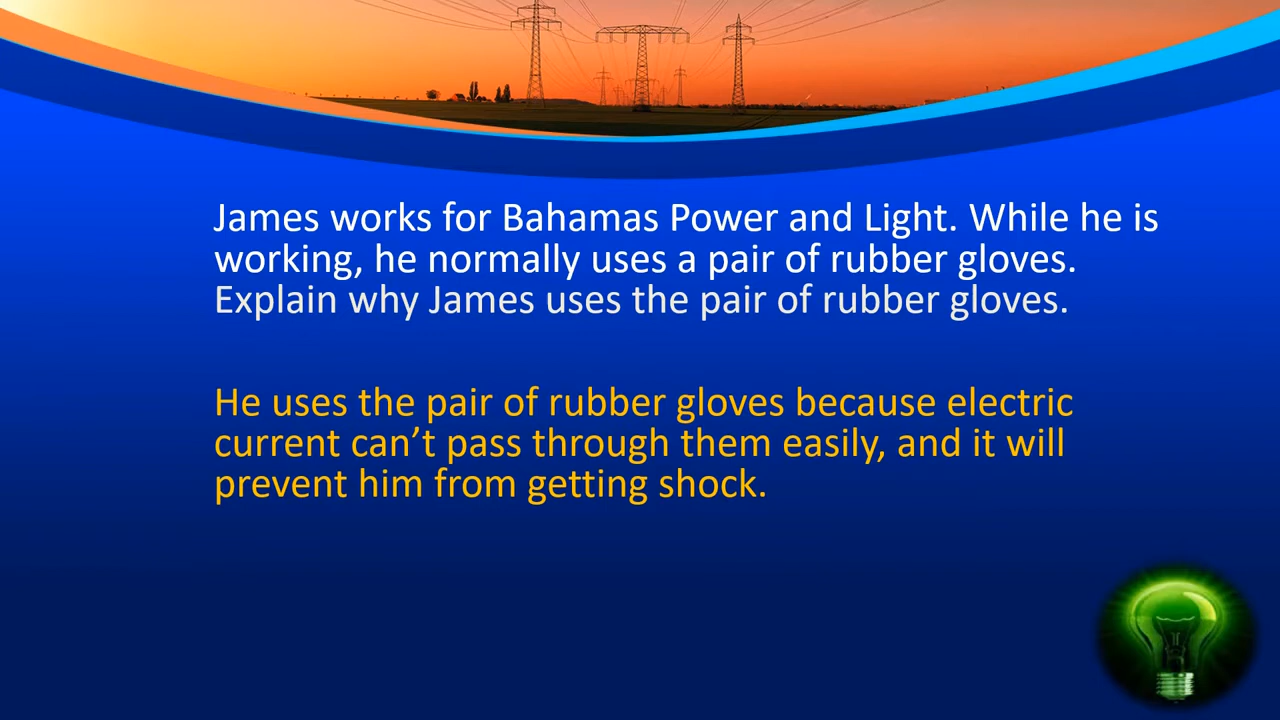 James works for Bahamas Power and Light. While he is
working, he normally uses a pair of rubber gloves.
Explain why James uses the pair of rubber gloves.
He uses the pair of rubber gloves because electric
current can’t pass through them easily, and it will
prevent him from getting shock.